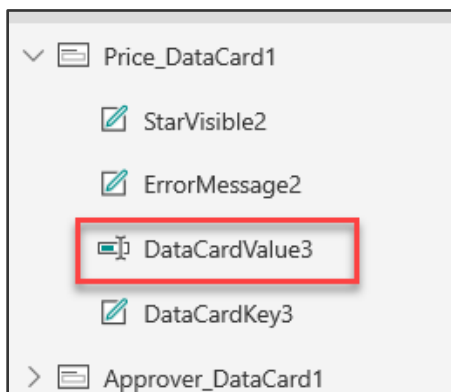 Price_DataCard1
StarVisible2
ErrorMessage2
DataCardValue3
DataCardKey3
Approver_DataCard1